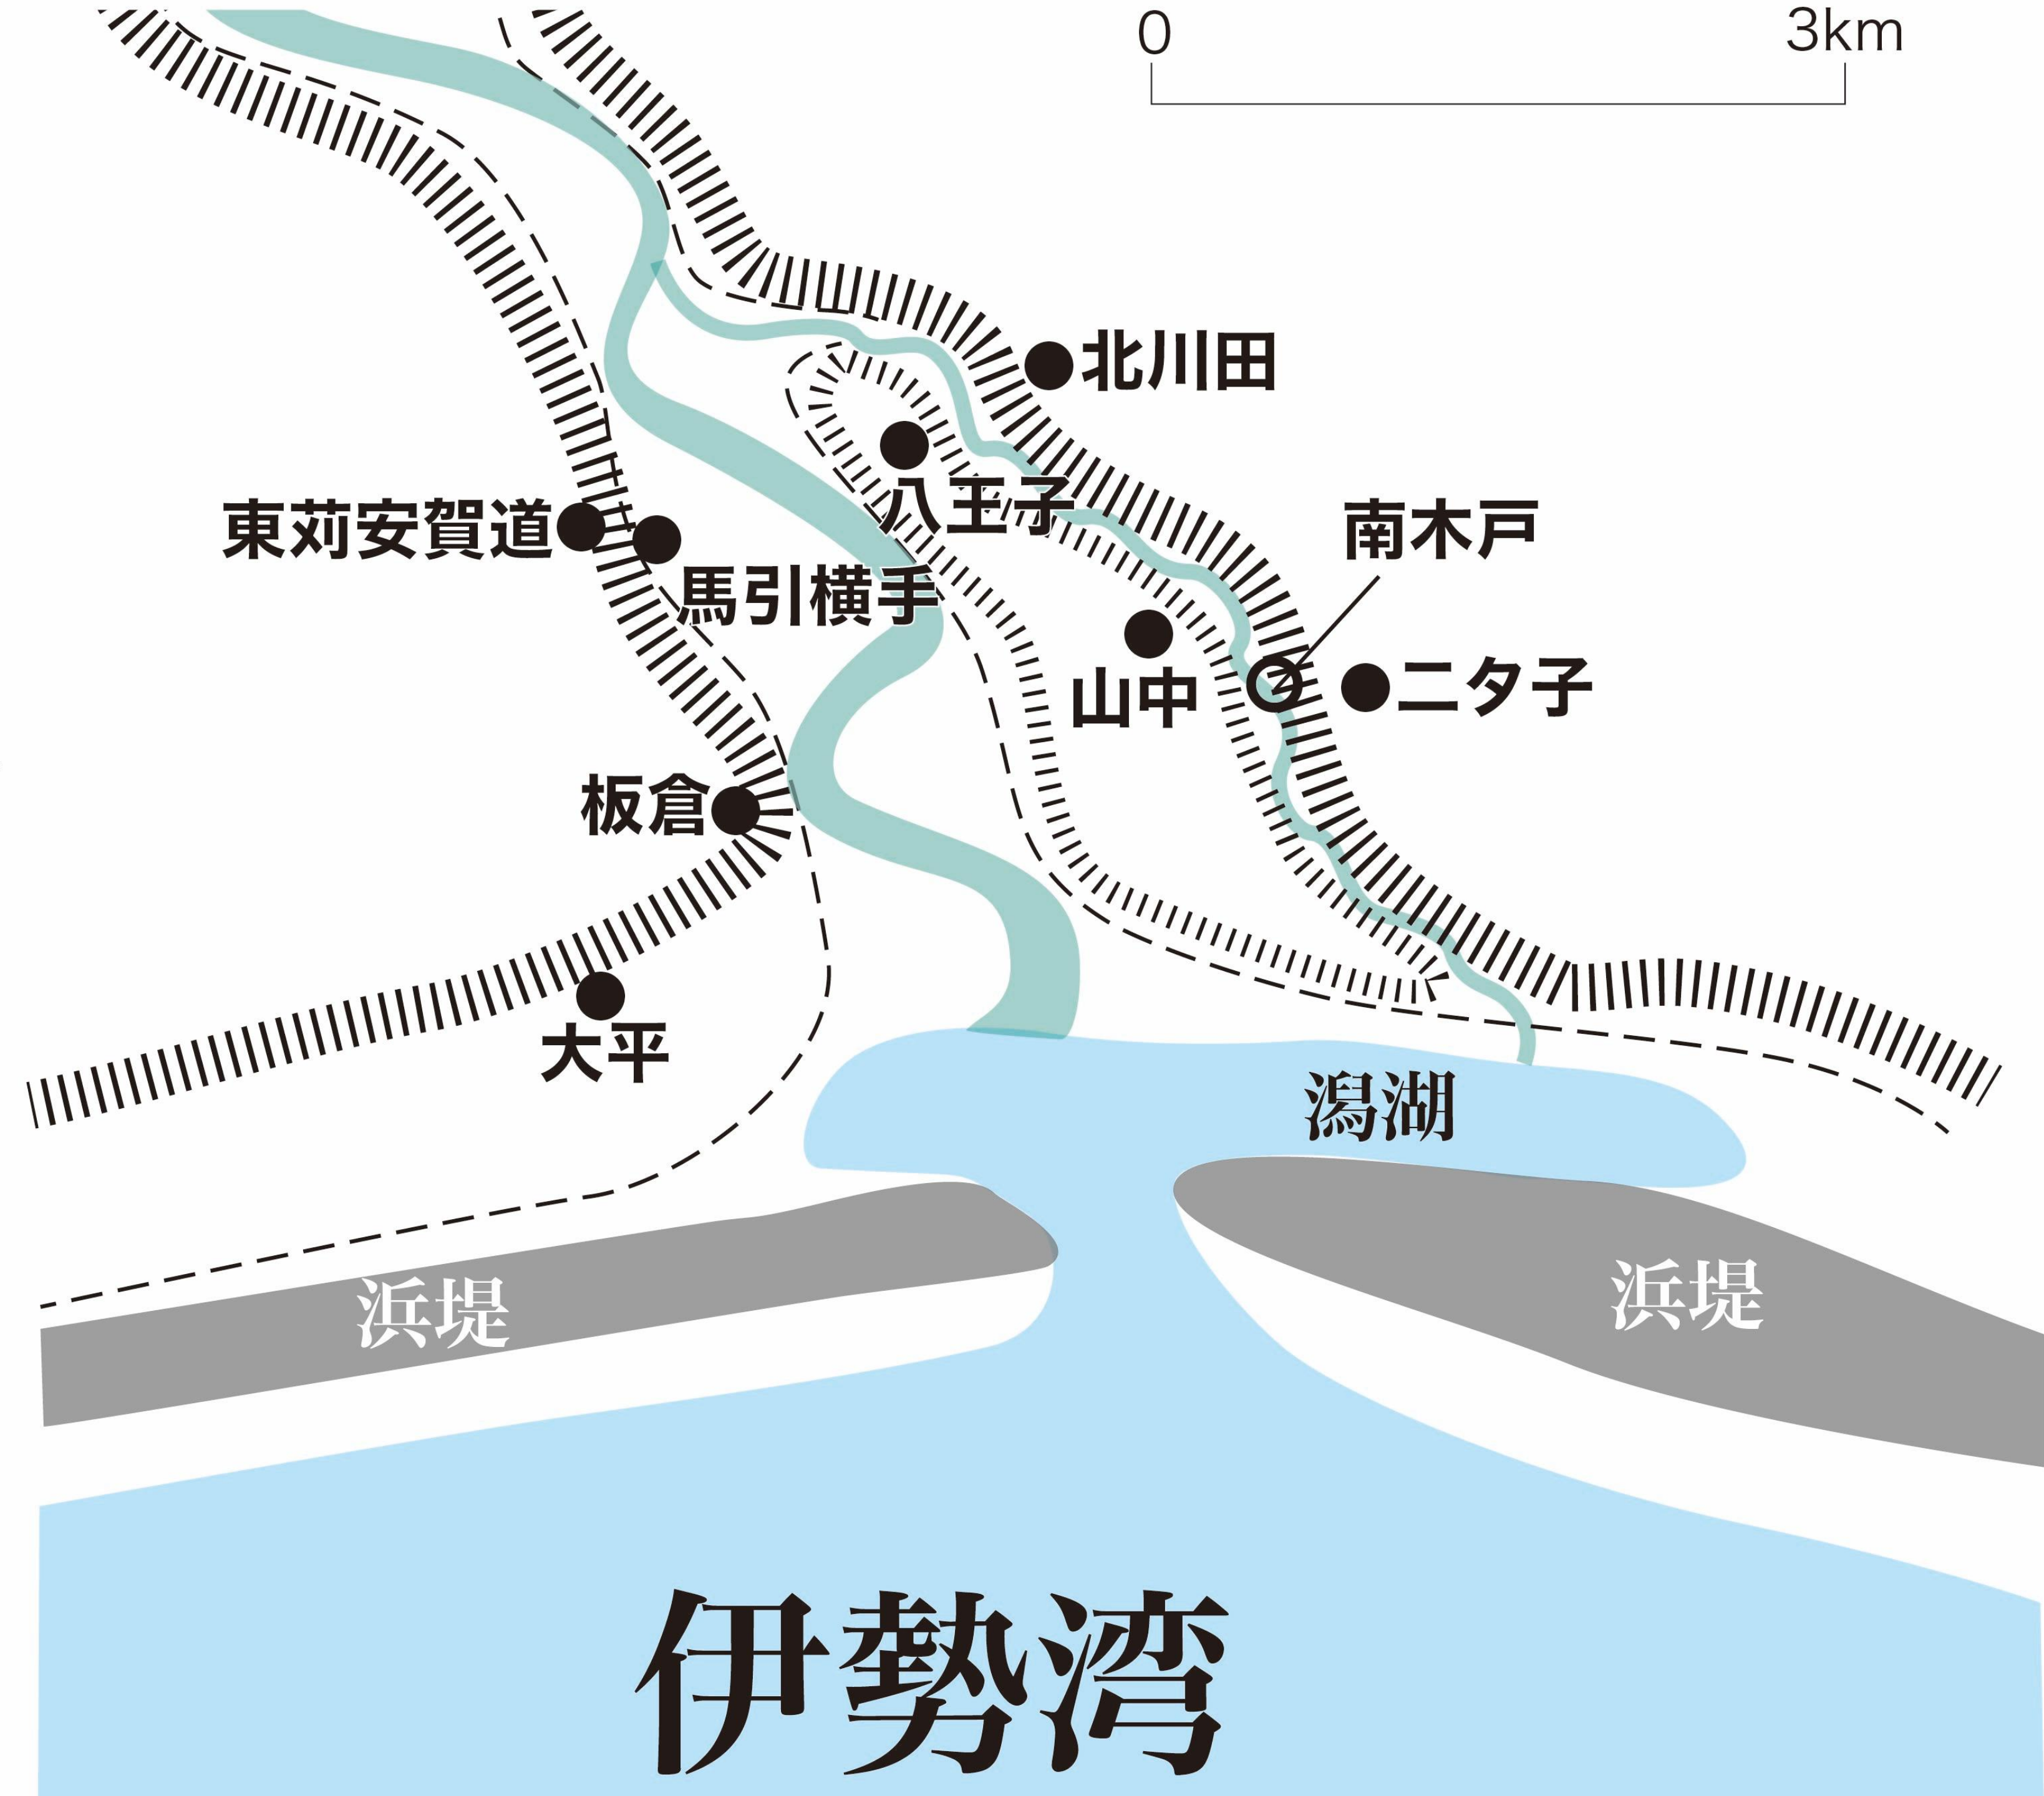 0
3km
北川田
八王子
東苅安賀道
南木戸
馬引横手
山中
二タ子
板倉
大平
潟湖
浜堤
浜堤
伊勢湾